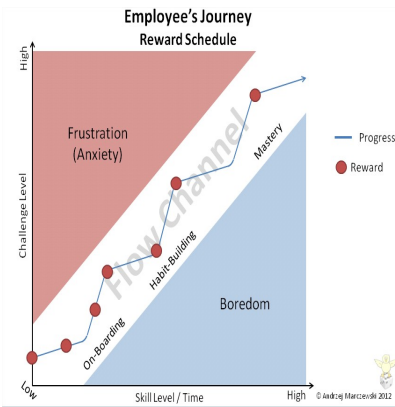 Employee's Journey
Reward Schedule
High
Frustration
(Anxiety)
Challenge Level
Flow Channel
Mastery
Habit-Building
On-Boarding
Boredom
Progress
Reward
Low
Skill Level / Time
High
© Andrzej Marczewski 2012